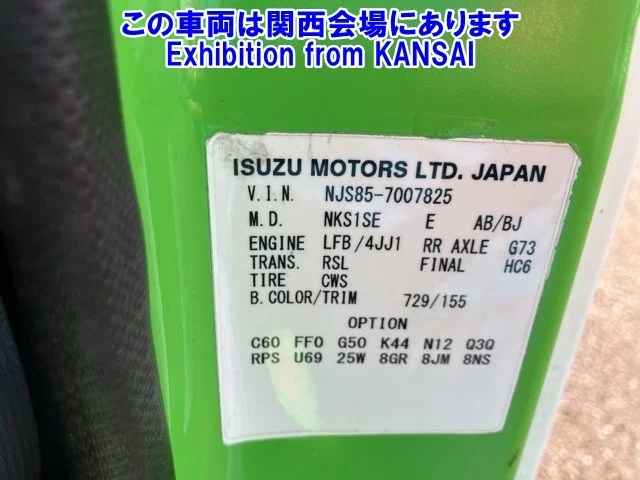 この車両は関西会場にあります
Exhibition from KANSAI
ISUZU MOTORS LTD. JAPAN
V.I.N. NJS85-7007825
M.D. NKS1SE E AB/BJ
ENGINE LFB/4JJ1 RR AXLE G73
TRANS. RSL FINAL HC6
TIRE CWS
B.COLOR/TRIM 729/155
OPTION
C60 FF0 G50 K44 N12 Q3Q
RPS U69 25W 8GR 8JM 8NS